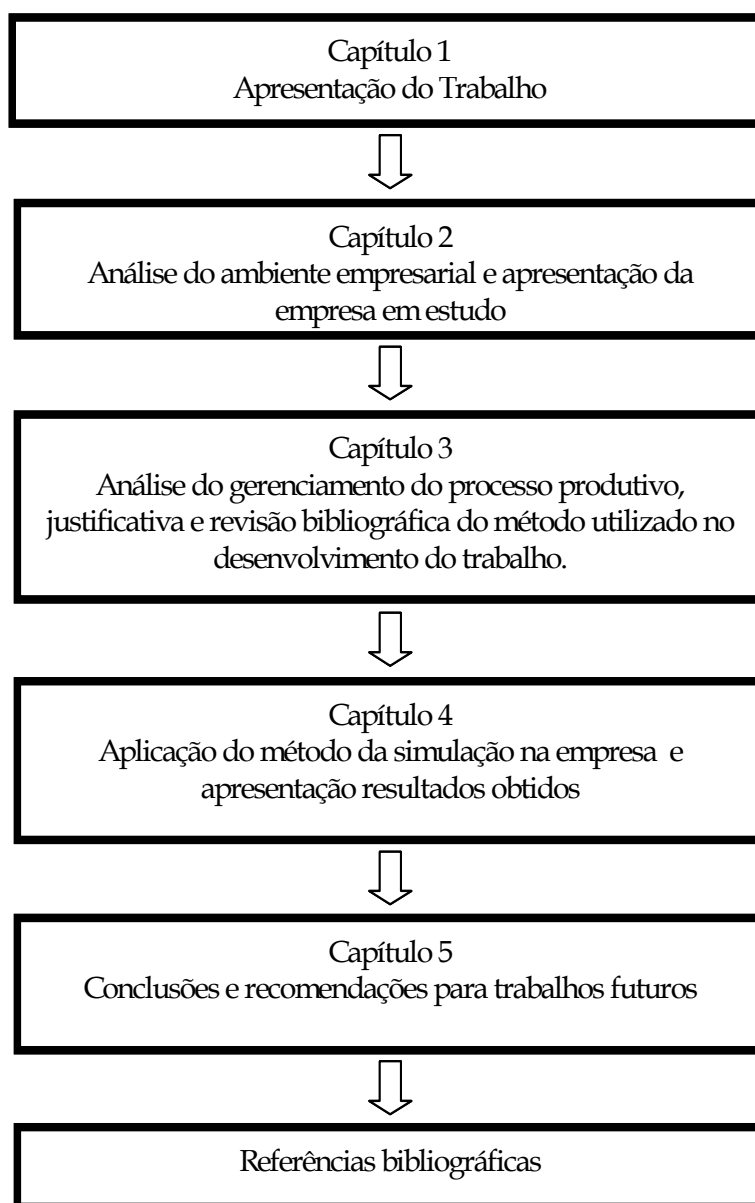 Capítulo 1
Apresentação do Trabalho
Capítulo 2
Análise do ambiente empresarial e apresentação da
empresa em estudo
Capítulo 3
Análise do gerenciamento do processo produtivo,
justificativa e revisão bibliográfica do método utilizado no
desenvolvimento do trabalho.
Capítulo 4
Aplicação do método da simulação na empresa e
apresentação resultados obtidos
Capítulo 5
Conclusões e recomendações para trabalhos futuros
Referências bibliográficas